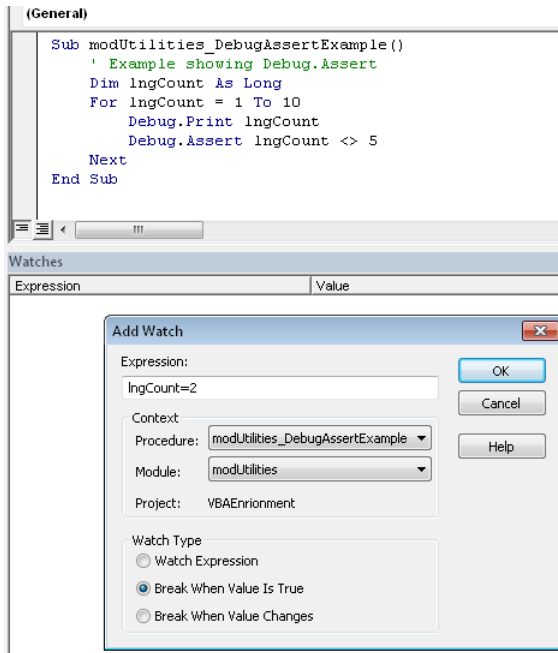 (General)
Sub modUtilities_DebugAssertExample()
' Example showing Debug.Assert
Dim lngCount As Long
For lngCount = 1 To 10
Debug.Print lngCount
Debug.Assert lngCount <> 5
Next
End Sub
Watches
Expression Value
Add Watch
Expression:
lngCount=2
OK
Cancel
Help
Context
Procedure: modUtilities_DebugAssertExample
Module: modUtilities
Project: VBAEnrionment
Watch Type
Watch Expression
Break When Value Is True
Break When Value Changes